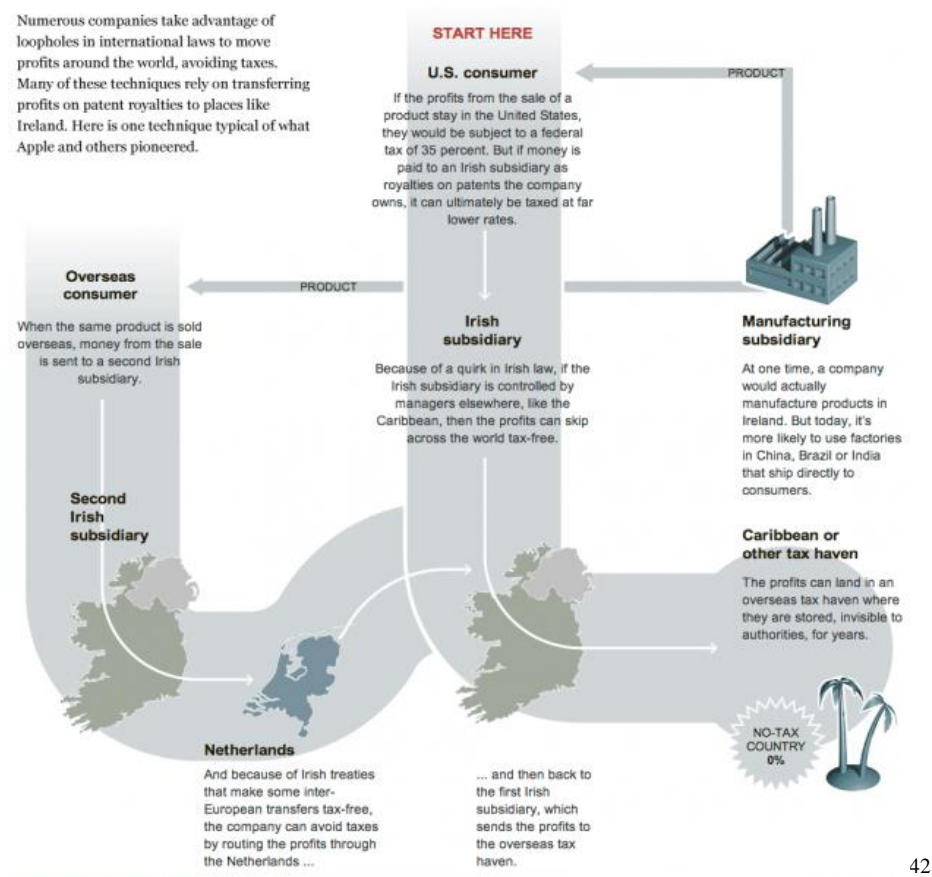 Numerous companies take advantage of
loopholes in international laws to move
profits around the world, avoiding taxes.
Many of these techniques rely on transferring
profits on patent royalties to places like
Ireland. Here is one technique typical of what
Apple and others pioneered.
START HERE
U.S. consumer
If the profits from the sale of a
product stay in the United States,
they would be subject to a federal
tax of 35 percent. But if money is
paid to an Irish subsidiary as
royalties on patents the company
owns, it can ultimately be taxed at far
lower rates.
PRODUCT
Overseas
consumer
When the same product is sold
overseas, money from the sale
is sent to a second Irish
subsidiary.
PRODUCT
Irish
subsidiary
Because of a quirk in Irish law, if the
Irish subsidiary is controlled by
managers elsewhere, like the
Caribbean, then the profits can skip
across the world tax-free.
Manufacturing
subsidiary
At one time, a company
would actually
manufacture products in
Ireland. But today, it's
more likely to use factories
in China, Brazil or India
that ship directly to
consumers.
Second
Irish
subsidiary
Caribbean or
other tax haven
The profits can land in an
overseas tax haven where
they are stored, invisible to
authorities, for years.
NO-TAX
COUNTRY
0%
Netherlands
And because of Irish treaties
that make some inter-
European transfers tax-free,
the company can avoid taxes
by routing the profits through
the Netherlands ...
... and then back to
the first Irish
subsidiary, which
sends the profits to
the overseas tax
haven.
42